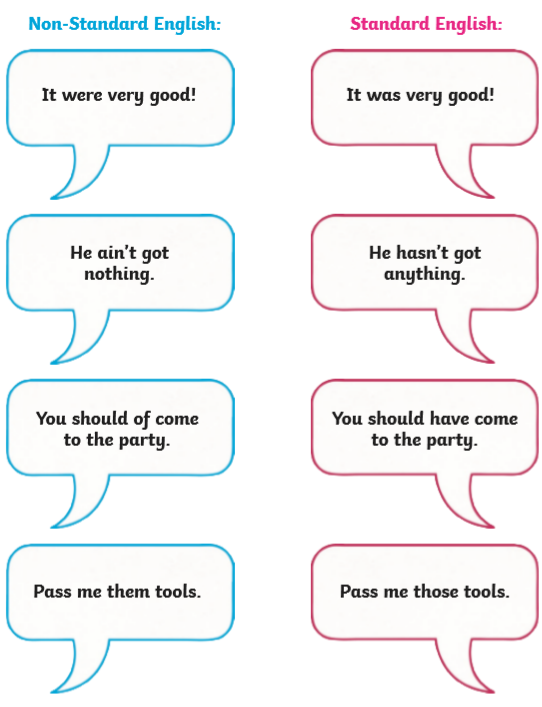 Non-Standard English:
Standard English:
It were very good!
It was very good!
He ain't got
nothing.
He hasn't got
anything.
You should of come
to the party.
You should have come
to the party.
Pass me them tools.
Pass me those tools.